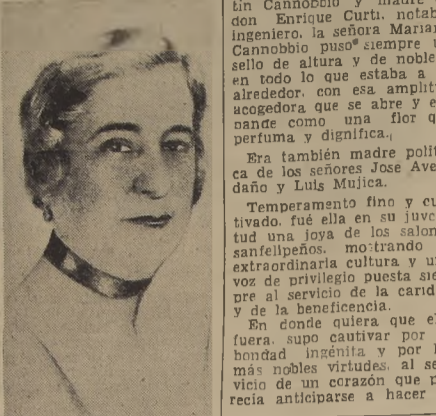 tin Cannobbio y madre
don Enrique Curti. notab
ingeniero. la señora Marian
Cannobbio puso siempre
sello de altura y de noble
en todo lo que estaba a
alrededor. con esa amplit
acogedora que se abre y e
pande como una flor q
perfuma y dignifica.
Era también madre polít
ca de los señores Jose Ave
daño y Luis Mujica.
Temperamento fino y cu
tivado. fué ella en su juve
tud una joya de los salon
sanfelipeños. mostrando
extraordinaria cultura y u
voz de privilegio puesta sie
pre al servicio de la carid
y de la beneficencia.
En donde quiera que el
fuera. supo cautivar por
bondad ingénita y por
más nobles virtudes. al se
vicio de un corazón que p
recía anticiparse a hacer